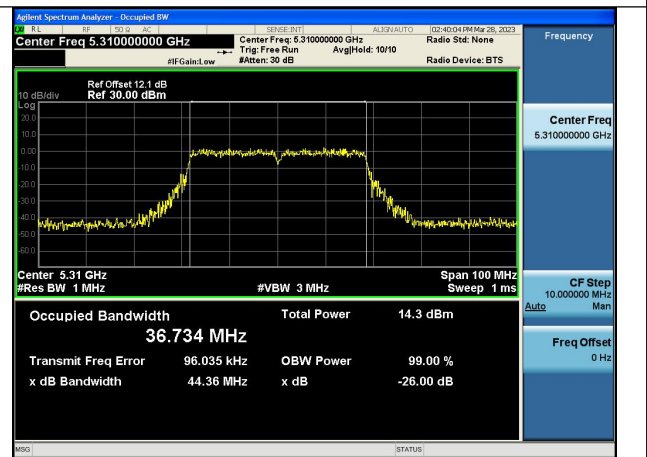 Agilent Spectrum Analyzer - Occupied BW
RL RF 50 Ω AC SENSE:INT ALIGNAUTO 02:40:04 PM Mar 28, 2023
Center Freq 5.310000000 GHz Center Freq: 5.310000000 GHz Radio Std: None Frequency
Trig: Free Run Avg|Hold: 10/10
#IFGain:Low #Atten: 30 dB Radio Device: BTS
Ref Offset 12.1 dB
10 dB/div Ref 30.00 dBm
Log
20.0
10.0
0.00
-10.0
-20.0
-30.0
-40.0
-50.0
-60.0
Center Freq
5.310000000 GHz
Center 5.31 GHz Span 100 MHz
#Res BW 1 MHz #VBW 3 MHz Sweep 1 ms
CF Step
10.000000 MHz
Auto Man
Occupied Bandwidth Total Power 14.3 dBm
36.734 MHz
Transmit Freq Error 96.035 kHz OBW Power 99.00 %
x dB Bandwidth 44.36 MHz x dB -26.00 dB
Freq Offset
0 Hz
MSG STATUS